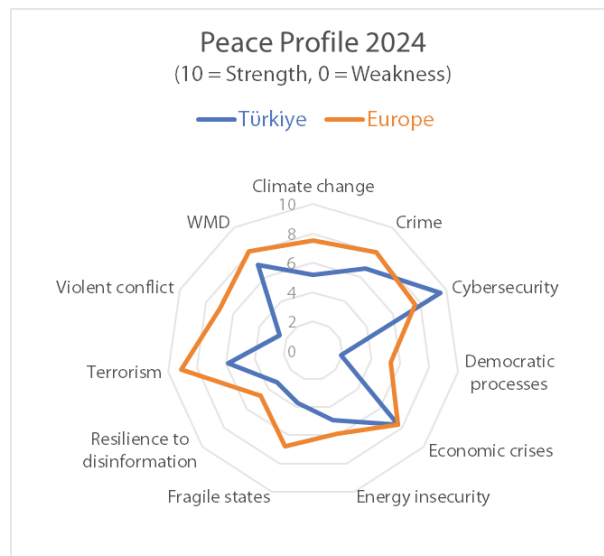 Peace Profile 2024
(10 = Strength, 0 = Weakness)
Türkiye
Europe
Climate change
10
WMD
Crime
8
Violent conflict
6
Cybersecurity
4
2
0
Terrorism
Democratic
processes
Resilience to
disinformation
Economic crises
Fragile states
Energy insecurity